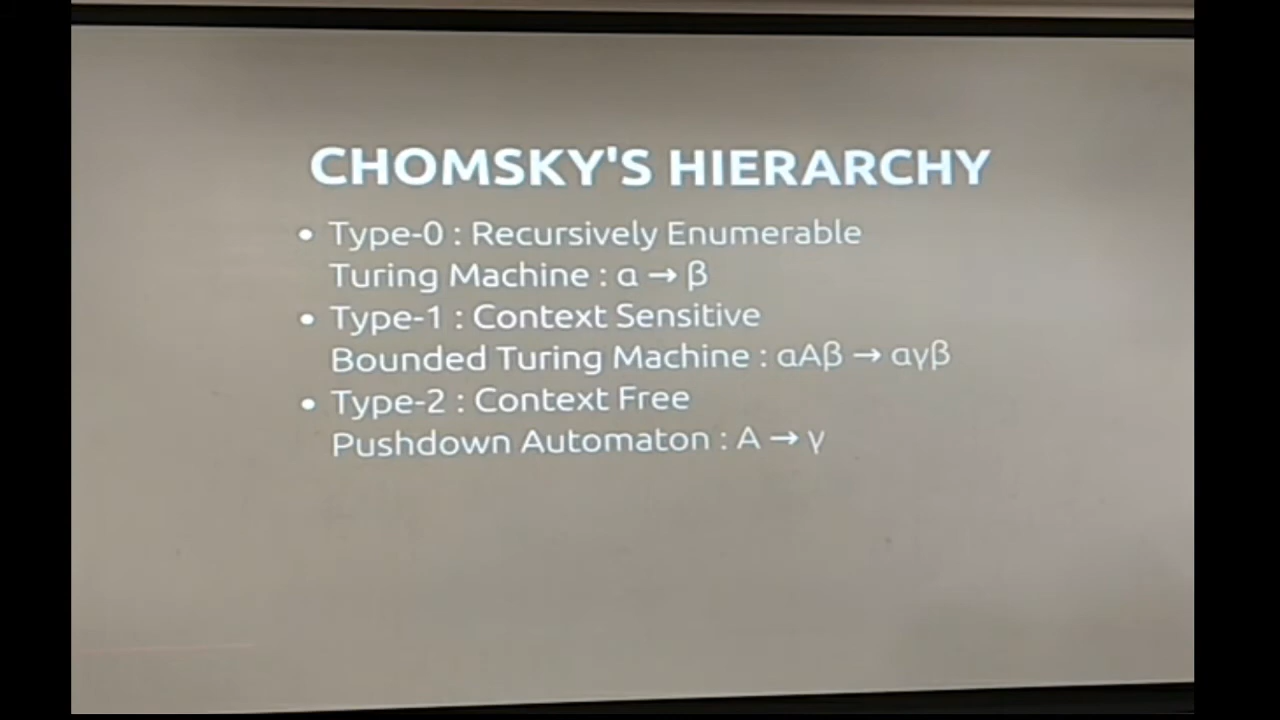 CHOMSKY'S HIERARCHY
• Type-0 : Recursively Enumerable
Turing Machine : α → β
• Type-1 : Context Sensitive
Bounded Turing Machine : αAβ → αγβ
• Type-2 : Context Free
Pushdown Automaton : A → γ